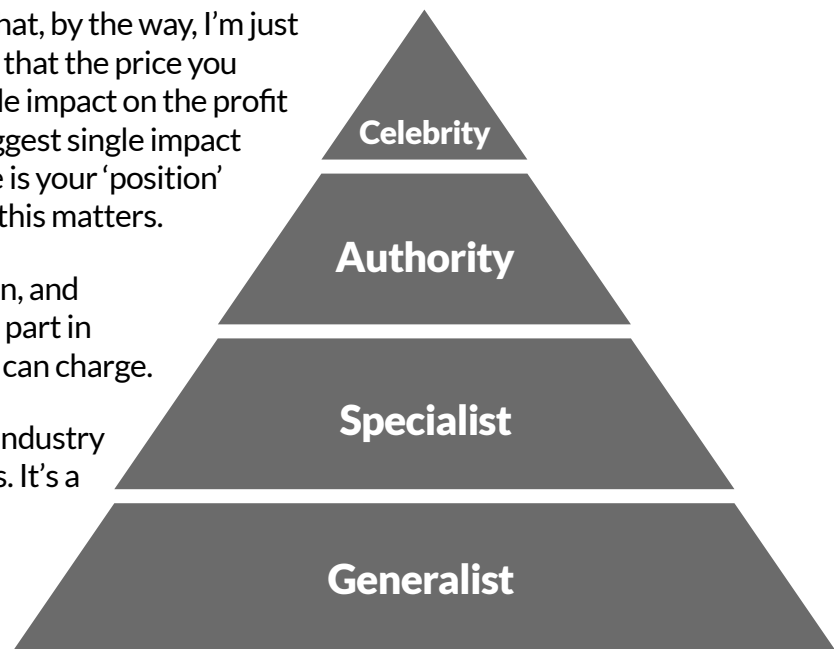 hat, by the way, I’m just
that the price you
le impact on the profit
ggest single impact
e is your ‘position’
this matters.
n, and
part in
can charge.
ndustry
s. It’s a
Celebrity
Authority
Specialist
Generalist